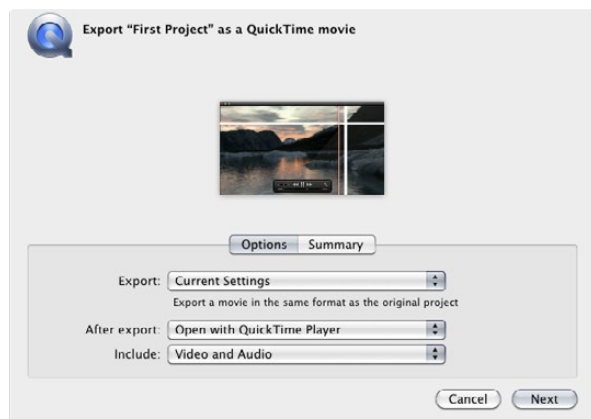 Export “First Project” as a QuickTime movie
Options Summary
Export: Current Settings
Export a movie in the same format as the original project
After export: Open with QuickTime Player
Include: Video and Audio
Cancel Next